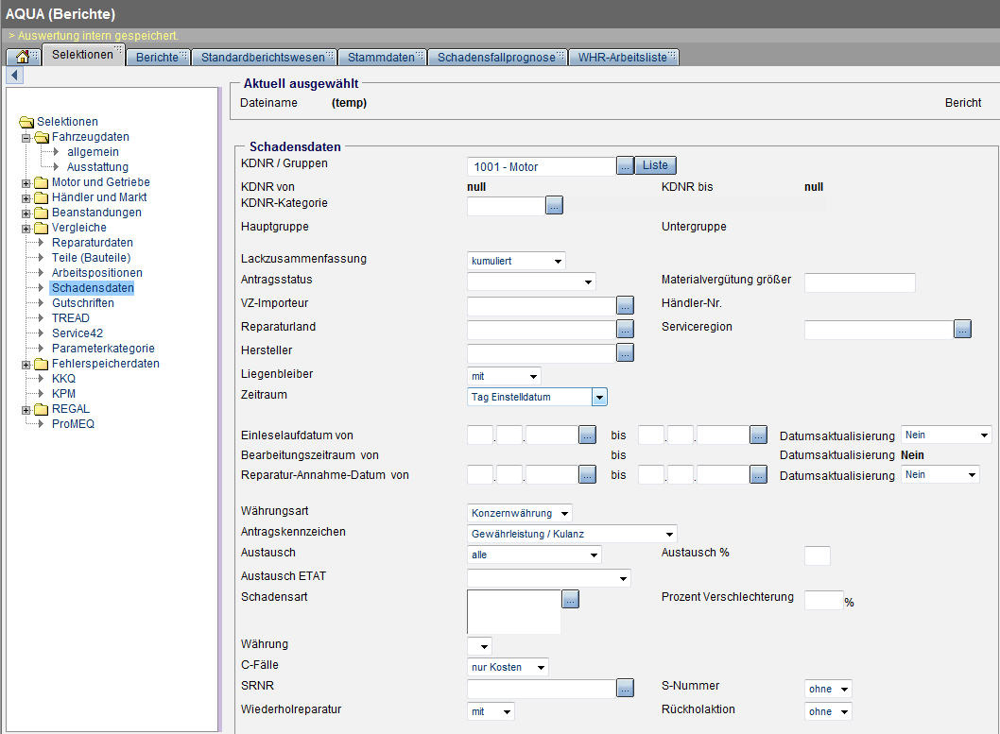 AQUA (Berichte)
> Auswertung intern gespeichert.
Selektionen Berichte Standardberichtswesen Stammdaten Schadensfallprognose WHR-Arbeitsliste
Selektionen
Fahrzeugdaten
allgemein
Ausstattung
Motor und Getriebe
Händler und Markt
Beanstandungen
Vergleiche
Reparaturdaten
Teile (Bauteile)
Arbeitspositionen
Schadensdaten
Gutschriften
TREAD
Service42
Parameterkategorie
Fehlerspeicherdaten
KKQ
KPM
REGAL
ProMEQ
Aktuell ausgewählt
Dateiname (temp) Bericht
Schadensdaten
KDNR / Gruppen 1001 - Motor ... Liste
KDNR von null KDNR bis null
KDNR-Kategorie ...
Hauptgruppe Untergruppe
Lackzusammenfassung kumuliert
Antragsstatus Materialvergütung größer
VZ-Importeur ... Händler-Nr.
Reparaturland ... Serviceregion ...
Hersteller ...
Liegenbleiber mit
Zeitraum Tag Einstelldatum
Einleselaufdatum von . . ... bis . . ... Datumsaktualisierung Nein
Bearbeitungszeitraum von bis Datumsaktualisierung Nein
Reparatur-Annahme-Datum von . . ... bis . . ... Datumsaktualisierung Nein
Währungsart Konzernwährung
Antragskennzeichen Gewährleistung / Kulanz
Austausch alle Austausch %
Austausch ETAT
Schadensart ... Prozent Verschlechterung %
Währung
C-Fälle nur Kosten
SRNR ... S-Nummer ohne
Wiederholreparatur mit Rückholaktion ohne